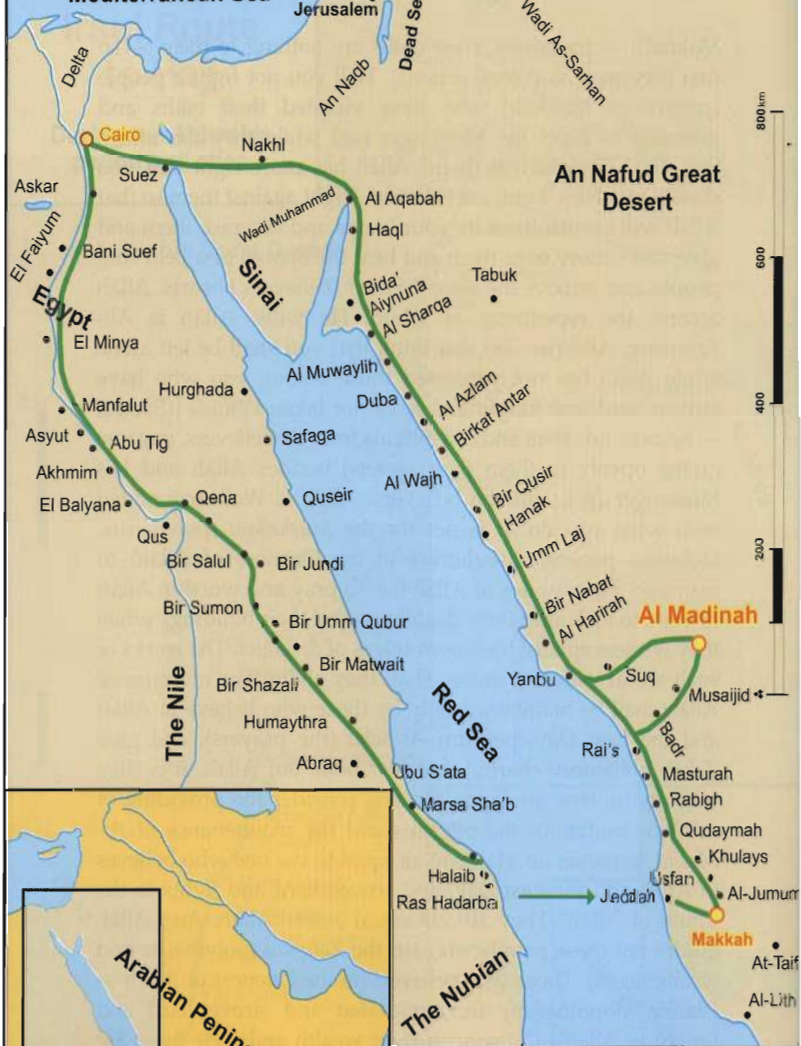 Mediterranean Sea
Jerusalem
Dead Se
Wadi As-Sarhan
Delta
An Naqb
800 km
Cairo
Nakhl
Suez
An Nafud Great
Desert
Askar
Wadi Muhammad
Al Aqabah
Haql
El Faiyum
Bani Suef
600
Sinai
Bida'
Tabuk
Aiynuna
Egypt
Al Sharqa
El Minya
Al Muwaylih
Hurghada
Duba
Al Azlam
400
Manfalut
Birkat Antar
Asyut
Abu Tig
Safaga
Akhmim
Al Wajh
Bir Qusir
El Balyana
Qena
Quseir
Hanak
Qus
Umm Laj
200
Bir Salul
Bir Jundi
Bir Nabat
Bir Sumon
Al Harirah
Al Madinah
Bir Umm Qubur
Bir Matwait
Yanbu
Suq
Bir Shazali
Musaijid
The Nile
Red Sea
Humaythra
Badr
Rai's
Abraq
Ubu S'ata
Masturah
Marsa Sha'b
Rabigh
Qudaymah
Khulays
Halaib
Usfan
Ras Hadarba
Jeddah
Al-Jumum
Makkah
At-Taif
Arabian Penin
The Nubian
Al-Lith